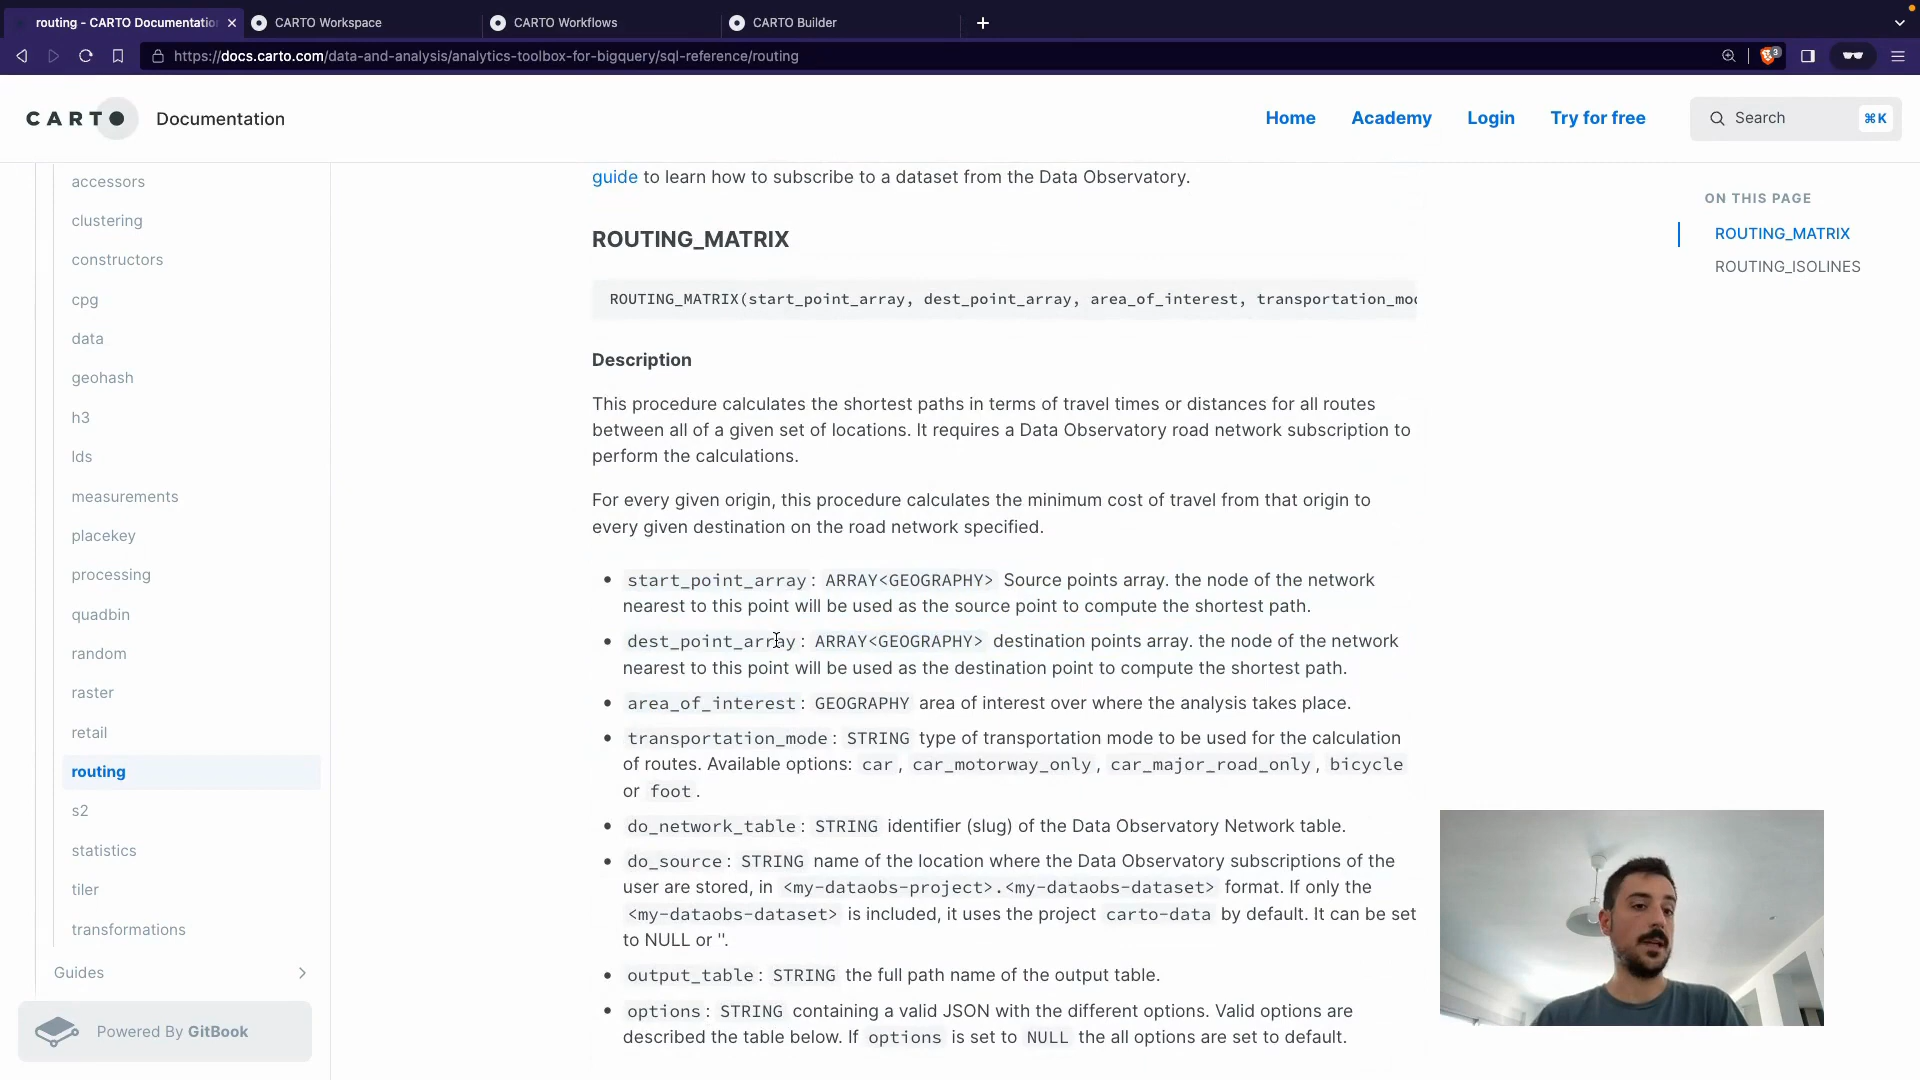 routing - CARTO Documentatio
CARTO Workspace
CARTO Workflows
CARTO Builder
https://docs.carto.com/data-and-analysis/analytics-toolbox-for-bigquery/sql-reference/routing
3
CARTO
Documentation
Home
Academy
Login
Try for free
Search
⌘K
accessors
clustering
constructors
cpg
data
geohash
h3
lds
measurements
placekey
processing
quadbin
random
raster
retail
routing
s2
statistics
tiler
transformations
Guides
Powered By GitBook
guide to learn how to subscribe to a dataset from the Data Observatory.
ROUTING_MATRIX
ROUTING_MATRIX(start_point_array, dest_point_array, area_of_interest, transportation_mod
Description
This procedure calculates the shortest paths in terms of travel times or distances for all routes
between all of a given set of locations. It requires a Data Observatory road network subscription to
perform the calculations.
For every given origin, this procedure calculates the minimum cost of travel from that origin to
every given destination on the road network specified.
• start_point_array: ARRAY<GEOGRAPHY> Source points array. the node of the network
nearest to this point will be used as the source point to compute the shortest path.
• dest_point_array: ARRAY<GEOGRAPHY> destination points array. the node of the network
nearest to this point will be used as the destination point to compute the shortest path.
• area_of_interest: GEOGRAPHY area of interest over where the analysis takes place.
• transportation_mode: STRING type of transportation mode to be used for the calculation
of routes. Available options: car, car_motorway_only, car_major_road_only, bicycle
or foot.
• do_network_table: STRING identifier (slug) of the Data Observatory Network table.
• do_source: STRING name of the location where the Data Observatory subscriptions of the
user are stored, in <my-dataobs-project>.<my-dataobs-dataset> format. If only the
<my-dataobs-dataset> is included, it uses the project carto-data by default. It can be set
to NULL or ''.
• output_table: STRING the full path name of the output table.
• options: STRING containing a valid JSON with the different options. Valid options are
described the table below. If options is set to NULL the all options are set to default.
ON THIS PAGE
ROUTING_MATRIX
ROUTING_ISOLINES